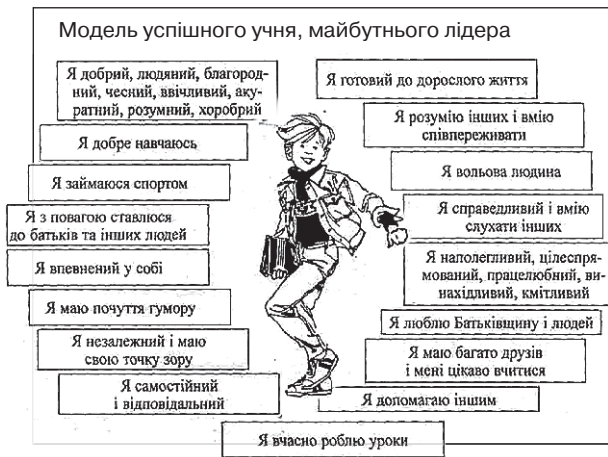 Модель успішного учня, майбутнього лідера
Я добрий, людяний, благород-
ний, чесний, ввічливий, аку-
ратний, розумний, хоробрий
Я добре навчаюсь
Я займаюся спортом
Я з повагою ставлюся
до батьків та інших людей
Я впевнений у собі
Я маю почуття гумору
Я незалежний і маю
свою точку зору
Я самостійний
і відповідальний
Я готовий до дорослого життя
Я розумію інших і вмію
співпереживати
Я вольова людина
Я справедливий і вмію
слухати інших
Я наполегливий, цілеспря-
мований, працелюбний, ви-
нахідливий, кмітливий
Я люблю Батьківщину і людей
Я маю багато друзів
і мені цікаво вчитися
Я допомагаю іншим
Я вчасно роблю уроки